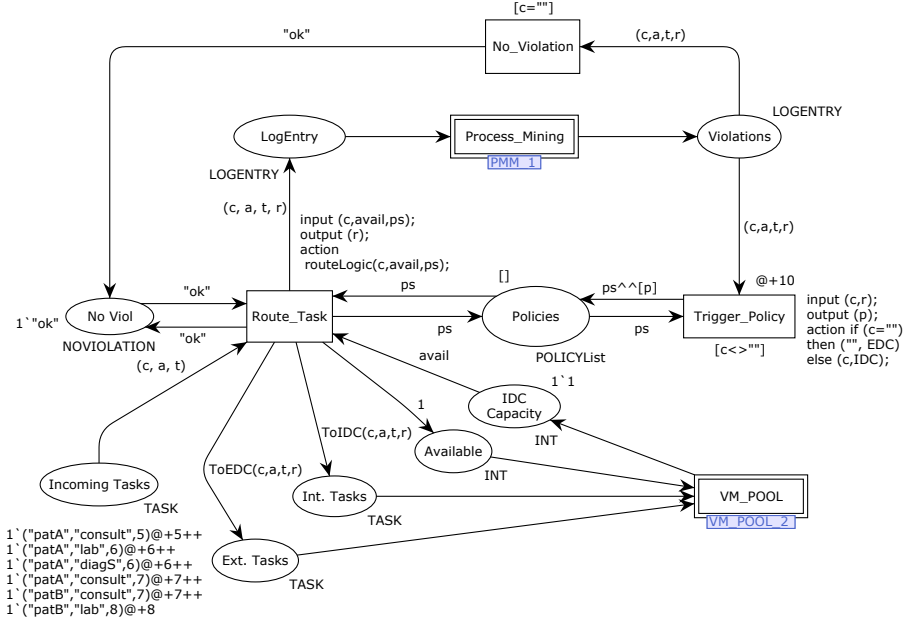 [c=""]
"ok"
No_Violation
(c,a,t,r)
LOGENTRY
LogEntry
Process_Mining
Violations
PMM_1
LOGENTRY
(c, a, t, r)
input (c,avail,ps);
output (r);
action
routeLogic(c,avail,ps);
(c,a,t,r)
@+10
[]
"ok"
ps
ps^^[p]
1`"ok"
No Viol
Route_Task
Policies
Trigger_Policy
input (c,r);
output (p);
action if (c="")
then ("", EDC)
else (c,IDC);
"ok"
ps
ps
NOVIOLATION
POLICYList
[c<>""]
(c, a, t)
avail
1`1
IDC
Capacity
INT
1
ToIDC(c,a,t,r)
Available
INT
ToEDC(c,a,t,r)
Incoming Tasks
TASK
Int. Tasks
TASK
VM_POOL
VM_POOL_2
Ext. Tasks
TASK
1`("patA","consult",5)@+5++
1`("patA","lab",6)@+6++
1`("patA","diagS",6)@+6++
1`("patA","consult",7)@+7++
1`("patB","consult",7)@+7++
1`("patB","lab",8)@+8